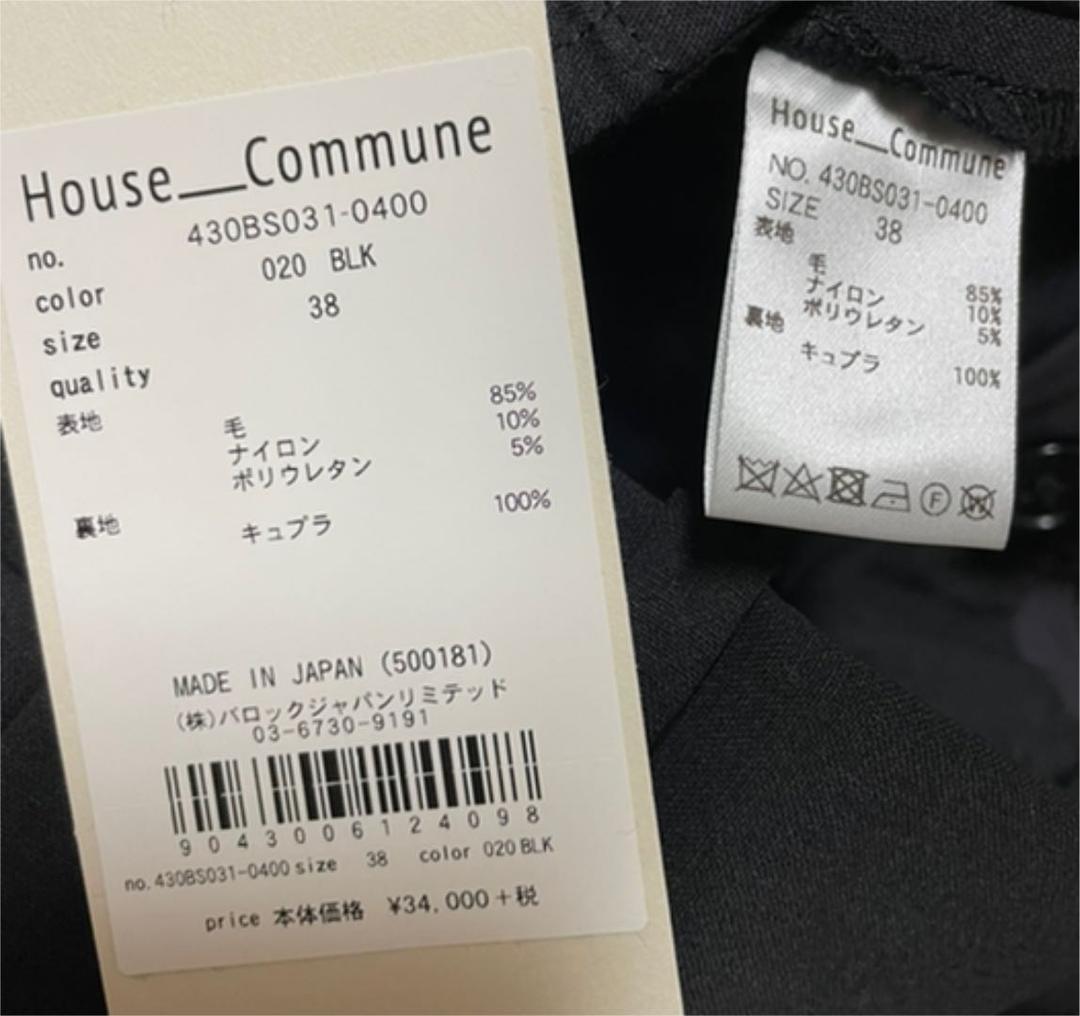 House__Commune
no. 430BS031-0400
color 020 BLK
size 38
quality
表地 毛 85%
ナイロン 10%
ポリウレタン 5%
裏地 キュプラ 100%
MADE IN JAPAN (500181)
(株)バロックジャパンリミテッド
03-6730-9191
9043006124098
no.430BS031-0400 size 38 color 020 BLK
price 本体価格 ¥34,000+税
House__Commune
NO. 430BS031-0400
SIZE 38
表地
毛 85%
ナイロン 10%
ポリウレタン 5%
裏地
キュプラ 100%
F
W